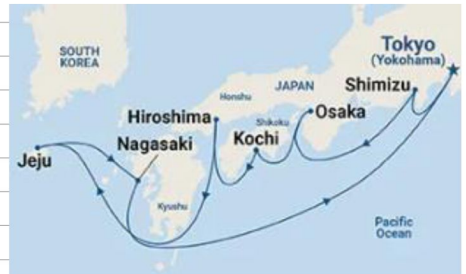 SOUTH
KOREA
Tokyo
(Yokohama)
JAPAN
Shimizu
Honshu
Hiroshima
Osaka
Shikoku
Kochi
Nagasaki
Jeju
Kyushu
Pacific
Ocean